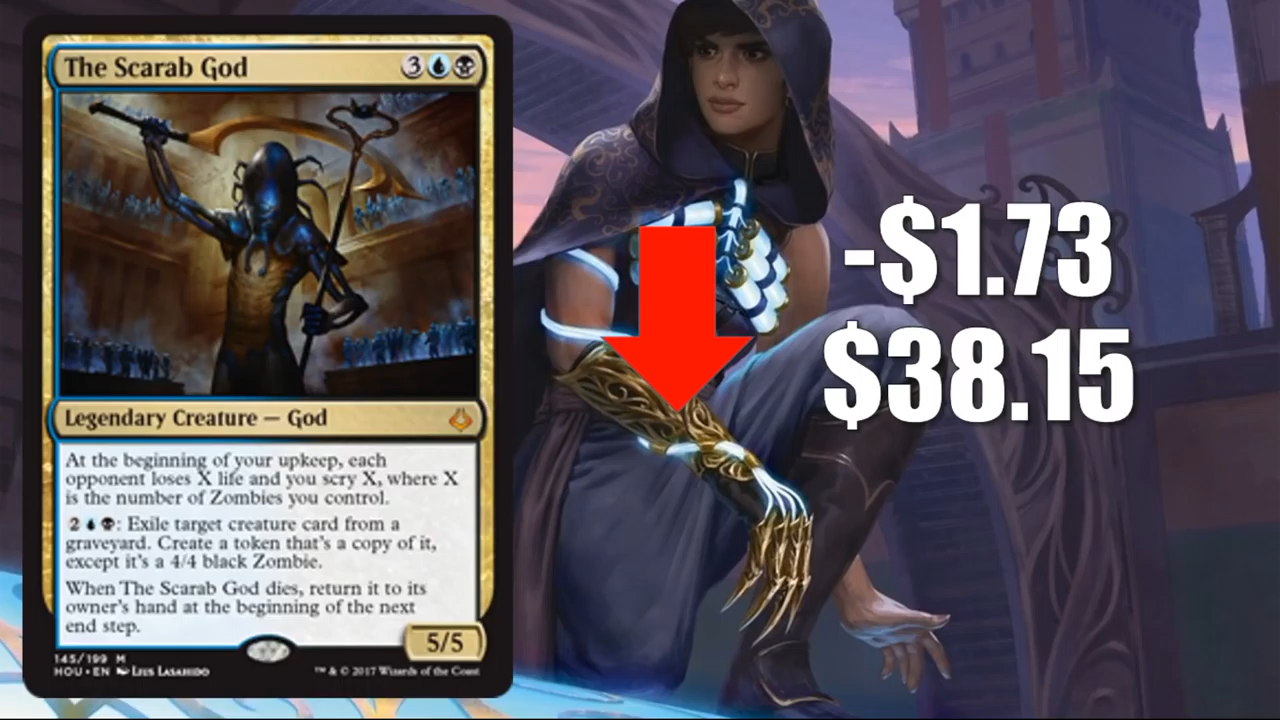 The Scarab God 3
Legendary Creature — God
At the beginning of your upkeep, each
opponent loses X life and you scry X, where X
is the number of Zombies you control.
2 : Exile target creature card from a
graveyard. Create a token that's a copy of it,
except it's a 4/4 black Zombie.
When The Scarab God dies, return it to its
owner's hand at the beginning of the next
end step.
5/5
145/199 M
HOU • EN Lius Lasahido
™ & © 2017 Wizards of the Coast
-$1.73
$38.15